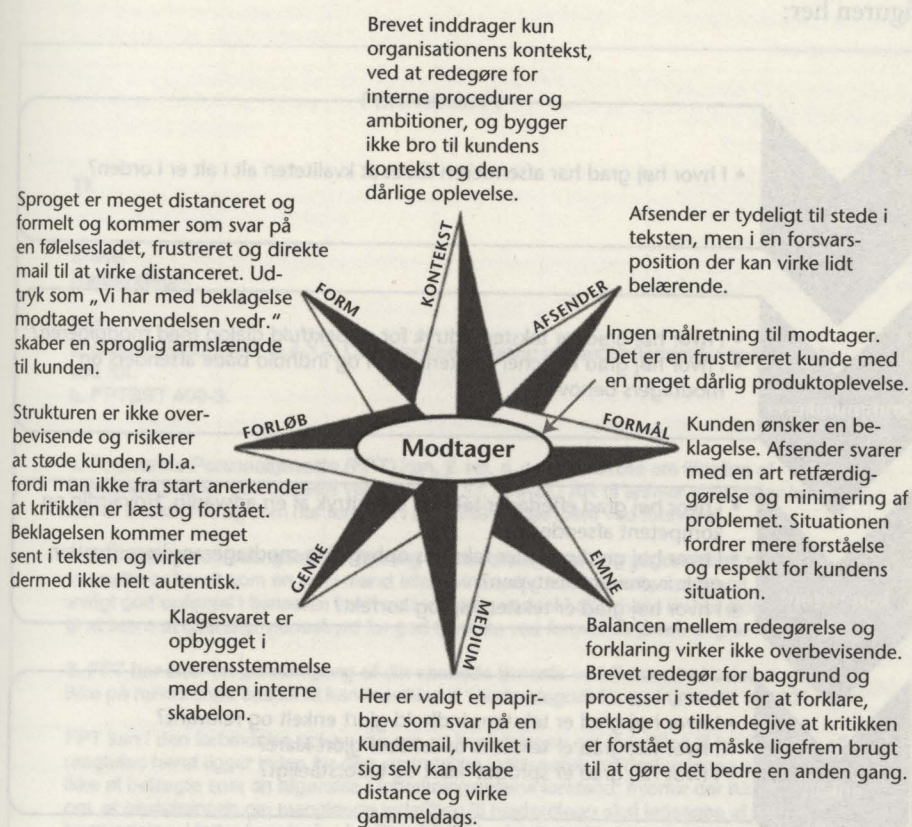 Brevet inddrager kun
organisationens kontekst,
ved at redegøre for
interne procedurer og
ambitioner, og bygger
ikke bro til kundens
kontekst og den
dårlige oplevelse.
Sproget er meget distanceret og
formelt og kommer som svar på
en følelsesladet, frustreret og direkte
mail til at virke distanceret. Ud-
tryk som „Vi har med beklagelse
modtaget henvendelsen vedr.“
skaber en sproglig armslængde
til kunden.
Afsender er tydeligt til stede i
teksten, men i en forsvars-
position der kan virke lidt
belærende.
Ingen målretning til modtager.
Det er en frustrereret kunde med
en meget dårlig produktoplevelse.
KONTEKST
FORM
AFSENDER
FORLØB
FORMÅL
Modtager
GENRE
MEDIUM
EMNE
Strukturen er ikke over-
bevisende og risikerer
at støde kunden, bl.a.
fordi man ikke fra start anerkender
at kritikken er læst og forstået.
Beklagelsen kommer meget
sent i teksten og virker
dermed ikke helt autentisk.
Kunden ønsker en be-
klagelse. Afsender svarer
med en art retfærdig-
gørelse og minimering af
problemet. Situationen
fordrer mere forståelse
og respekt for kundens
situation.
Klagesvaret er
opbygget i
overensstemmelse
med den interne
skabelon.
Her er valgt et papir-
brev som svar på en
kundemail, hvilket i
sig selv kan skabe
distance og virke
gammeldags.
Balancen mellem redegørelse og
forklaring virker ikke overbevisende.
Brevet redegør for baggrund og
processer i stedet for at forklare,
beklage og tilkendegive at kritikken
er forstået og måske ligefrem brugt
til at gøre det bedre en anden gang.